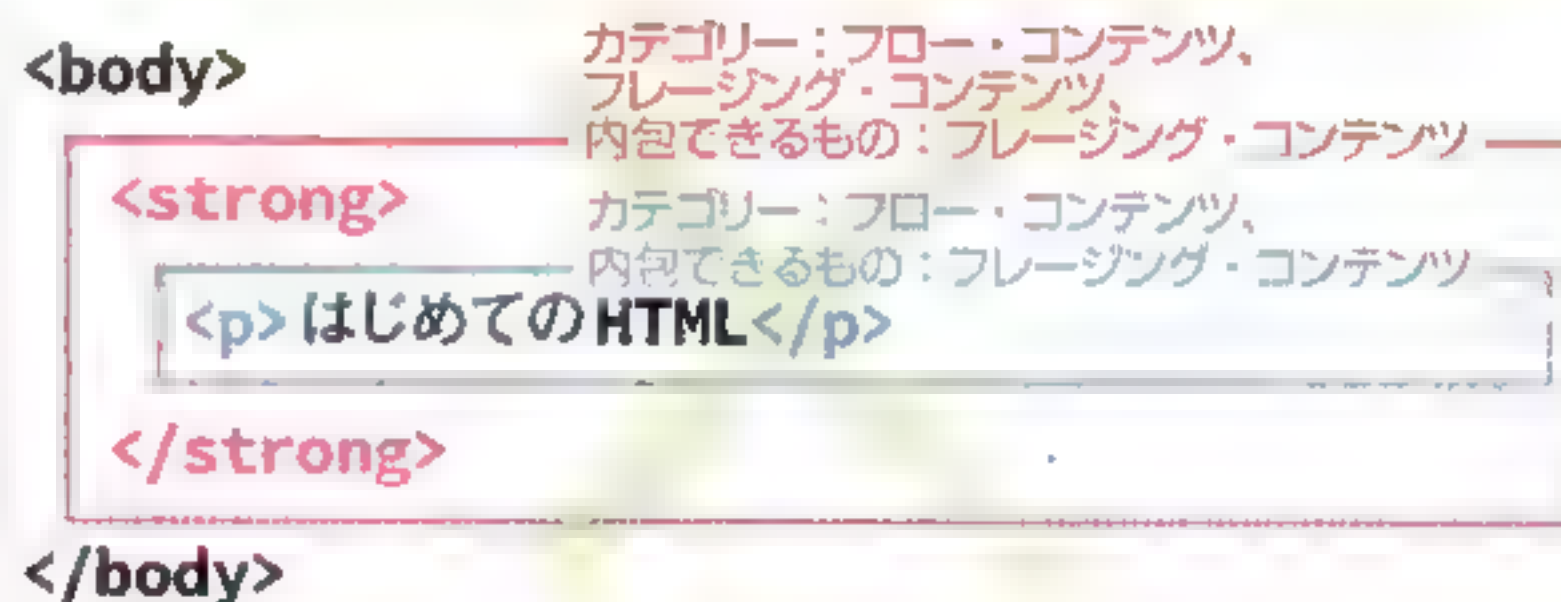 <body>
カテゴリー：フロー・コンテンツ、
フレージング・コンテンツ、
内包できるもの：フレージング・コンテンツ
<strong>
カテゴリー：フロー・コンテンツ、
内包できるもの：フレージング・コンテンツ
<p>はじめてのHTML</p>
</strong>
</body>